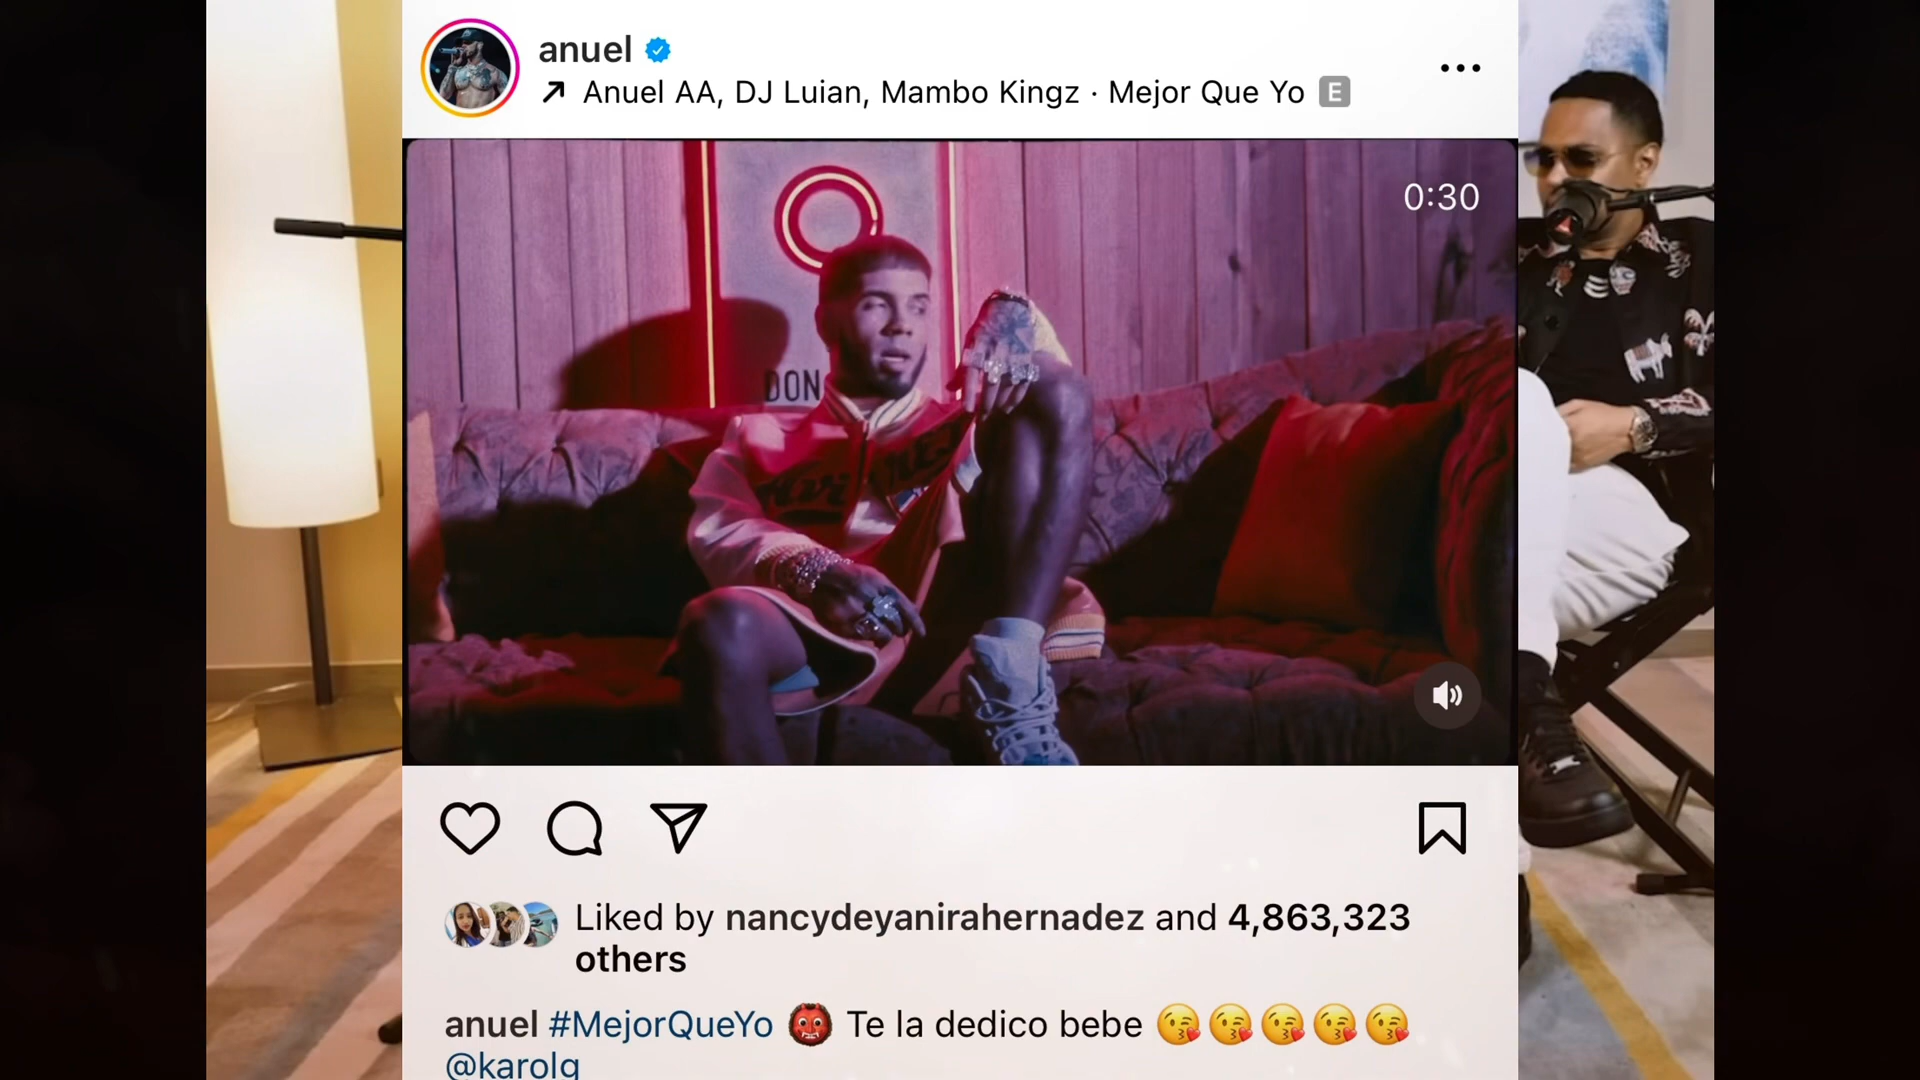 anuel
Anuel AA, DJ Luian, Mambo Kingz · Mejor Que Yo E
0:30
DON
Liked by nancydeyanirahernadez and 4,863,323
others
anuel #MejorQueYo 👹 Te la dedico bebe 😘😘😘😘😘
@karolg